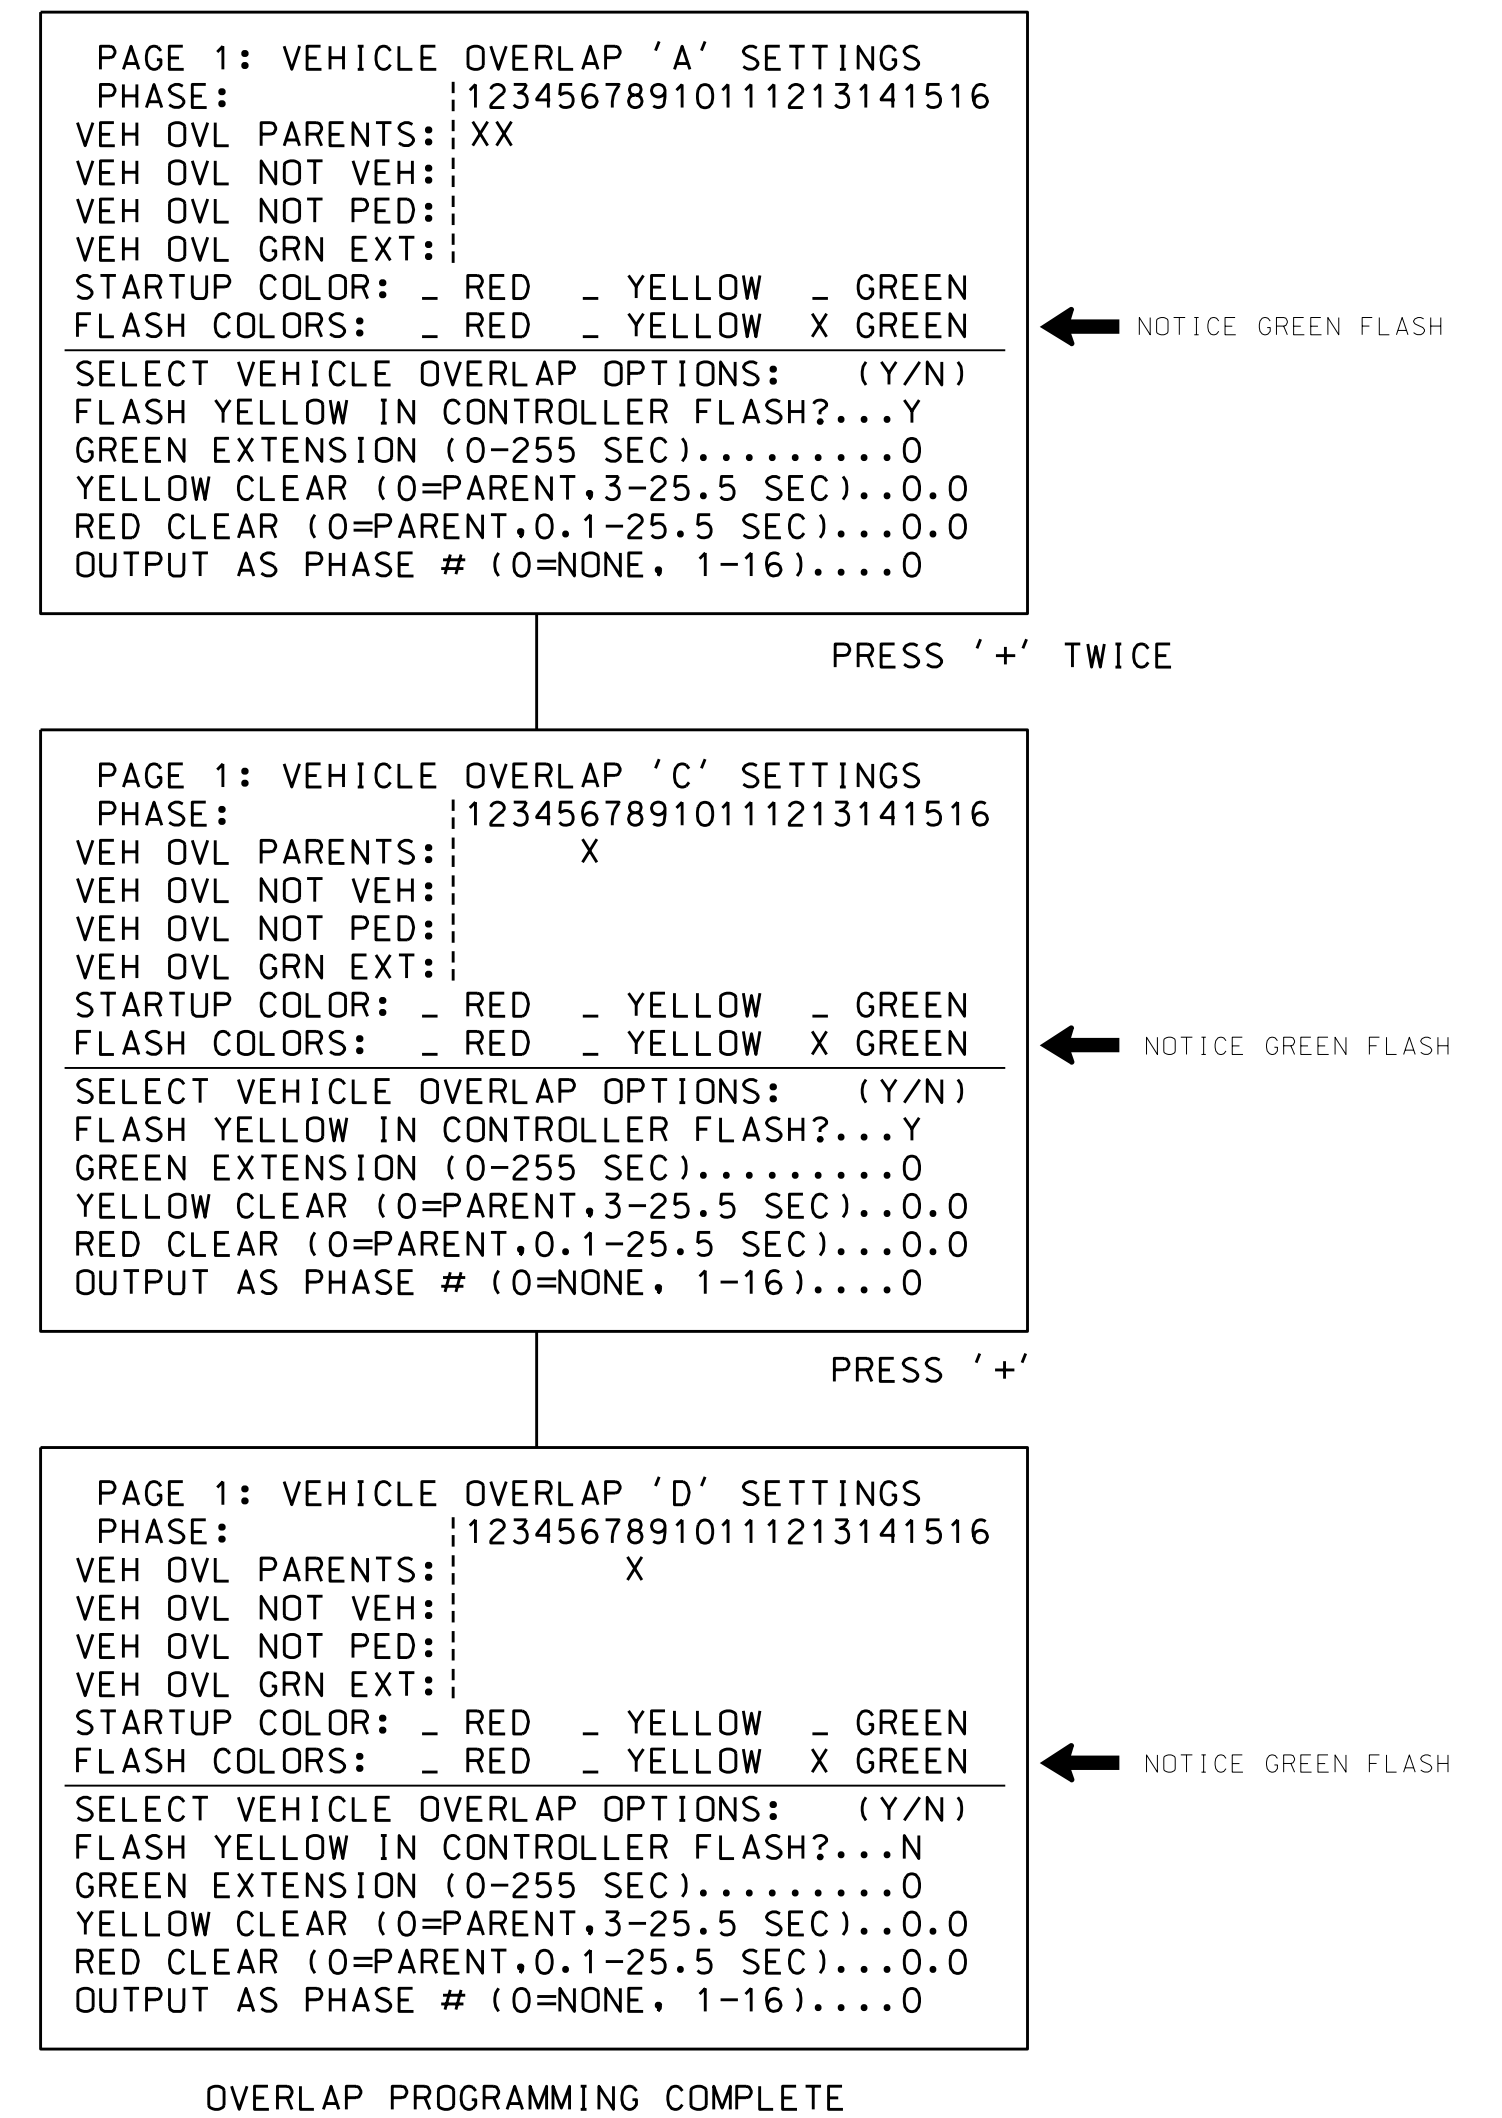 PAGE 1: VEHICLE OVERLAP 'A' SETTINGS
PHASE: ¦12345678910111213141516
VEH OVL PARENTS:¦XX
VEH OVL NOT VEH:¦
VEH OVL NOT PED:¦
VEH OVL GRN EXT:¦
STARTUP COLOR: _ RED _ YELLOW _ GREEN
FLASH COLORS: _ RED _ YELLOW X GREEN
NOTICE GREEN FLASH
SELECT VEHICLE OVERLAP OPTIONS: (Y/N)
FLASH YELLOW IN CONTROLLER FLASH?...Y
GREEN EXTENSION (0-255 SEC).........0
YELLOW CLEAR (0=PARENT,3-25.5 SEC)..0.0
RED CLEAR (0=PARENT,0.1-25.5 SEC)...0.0
OUTPUT AS PHASE # (0=NONE, 1-16)....0
PRESS '+' TWICE
PAGE 1: VEHICLE OVERLAP 'C' SETTINGS
PHASE: ¦12345678910111213141516
VEH OVL PARENTS:¦ X
VEH OVL NOT VEH:¦
VEH OVL NOT PED:¦
VEH OVL GRN EXT:¦
STARTUP COLOR: _ RED _ YELLOW _ GREEN
FLASH COLORS: _ RED _ YELLOW X GREEN
NOTICE GREEN FLASH
SELECT VEHICLE OVERLAP OPTIONS: (Y/N)
FLASH YELLOW IN CONTROLLER FLASH?...Y
GREEN EXTENSION (0-255 SEC).........0
YELLOW CLEAR (0=PARENT,3-25.5 SEC)..0.0
RED CLEAR (0=PARENT,0.1-25.5 SEC)...0.0
OUTPUT AS PHASE # (0=NONE, 1-16)....0
PRESS '+'
PAGE 1: VEHICLE OVERLAP 'D' SETTINGS
PHASE: ¦12345678910111213141516
VEH OVL PARENTS:¦ X
VEH OVL NOT VEH:¦
VEH OVL NOT PED:¦
VEH OVL GRN EXT:¦
STARTUP COLOR: _ RED _ YELLOW _ GREEN
FLASH COLORS: _ RED _ YELLOW X GREEN
NOTICE GREEN FLASH
SELECT VEHICLE OVERLAP OPTIONS: (Y/N)
FLASH YELLOW IN CONTROLLER FLASH?...N
GREEN EXTENSION (0-255 SEC).........0
YELLOW CLEAR (0=PARENT,3-25.5 SEC)..0.0
RED CLEAR (0=PARENT,0.1-25.5 SEC)...0.0
OUTPUT AS PHASE # (0=NONE, 1-16)....0
OVERLAP PROGRAMMING COMPLETE